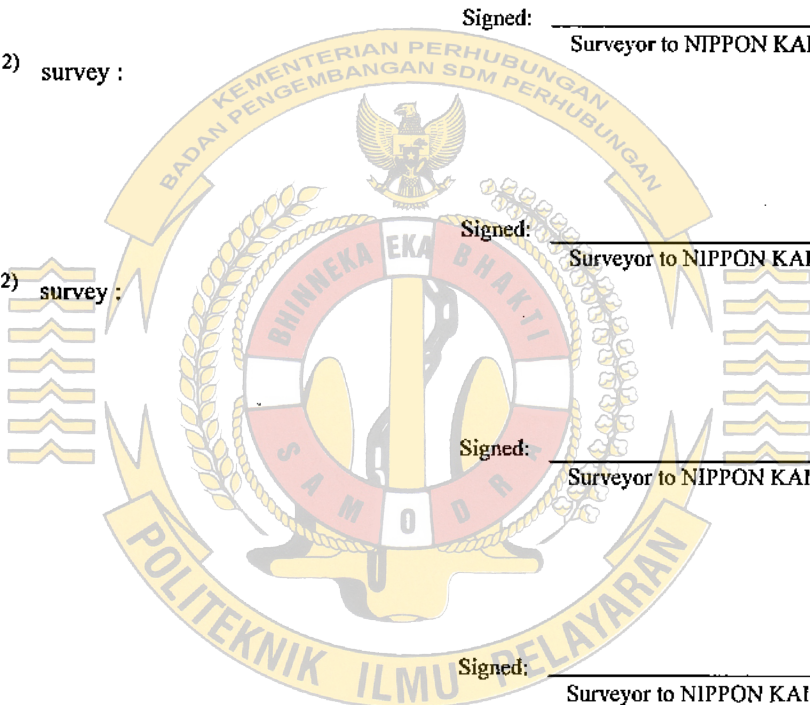 Signed:
Surveyor to NIPPON KAI
2) survey :
KEMENTERIAN PERHUBUNGAN
BADAN PENGEMBANGAN SDM PERHUBUNGAN
Signed:
Surveyor to NIPPON KAI
2) survey :
BHINNEKA EKA BHAKTI
Signed:
Surveyor to NIPPON KAI
SAMODRA
POLITEKNIK ILMU PELAYARAN
Signed:
Surveyor to NIPPON KAI